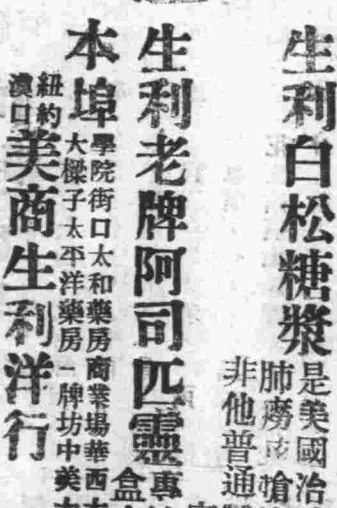 生利白松糖漿
是美國治
肺癆
嗆
非他普通
生利老牌阿司匹靈
專
盒
本埠
學院街口太和藥房商業場華西
大樑子太平洋藥房一牌坊中美
紐約
漢口
美商生利洋行